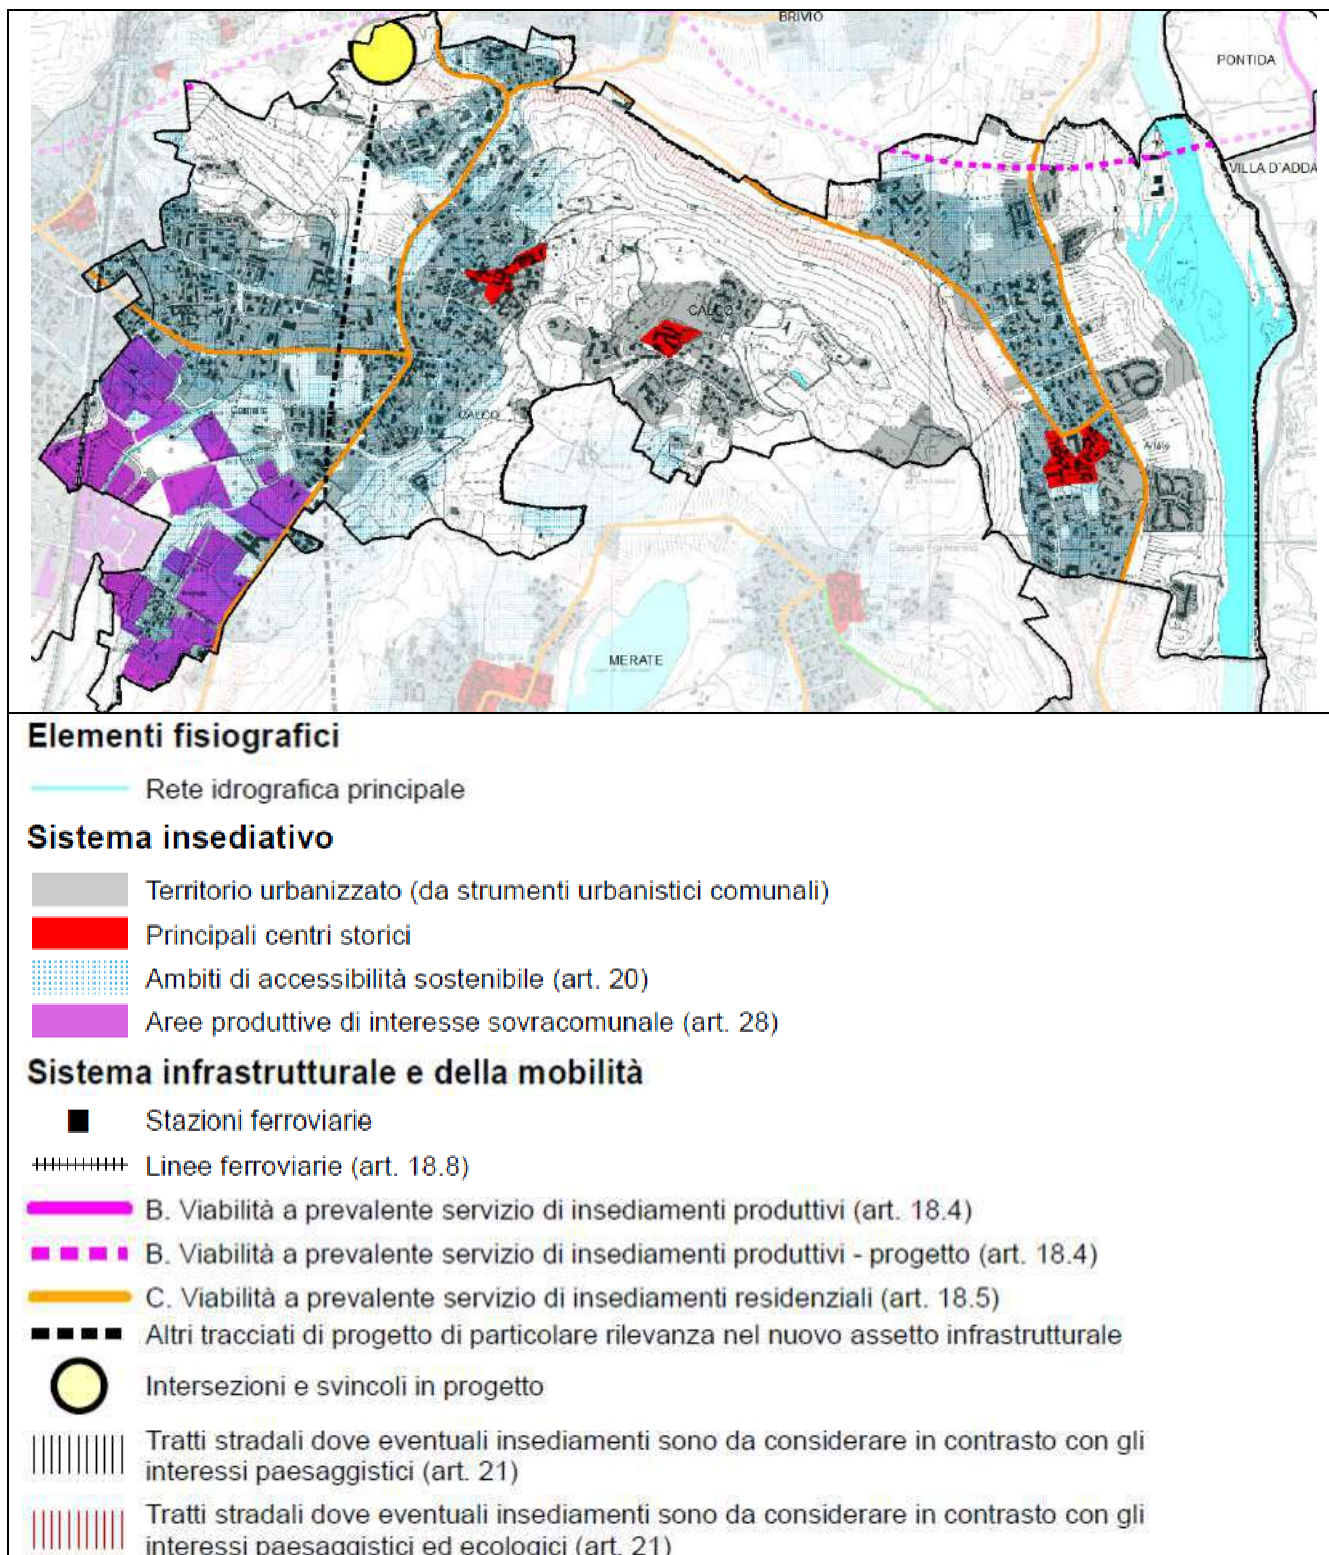 BRIVIO
PONTIDA
VILLA D'ADDA
CALCO
CALCO
MERATE
Elementi fisiografici
Rete idrografica principale
Sistema insediativo
Territorio urbanizzato (da strumenti urbanistici comunali)
Principali centri storici
Ambiti di accessibilità sostenibile (art. 20)
Aree produttive di interesse sovracomunale (art. 28)
Sistema infrastrutturale e della mobilità
Stazioni ferroviarie
Linee ferroviarie (art. 18.8)
B. Viabilità a prevalente servizio di insediamenti produttivi (art. 18.4)
B. Viabilità a prevalente servizio di insediamenti produttivi - progetto (art. 18.4)
C. Viabilità a prevalente servizio di insediamenti residenziali (art. 18.5)
Altri tracciati di progetto di particolare rilevanza nel nuovo assetto infrastrutturale
Intersezioni e svincoli in progetto
Tratti stradali dove eventuali insediamenti sono da considerare in contrasto con gli
interessi paesaggistici (art. 21)
Tratti stradali dove eventuali insediamenti sono da considerare in contrasto con gli
interessi paesaggistici ed ecologici (art. 21)